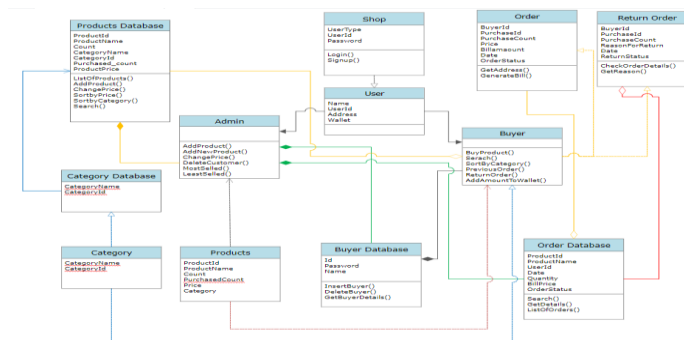 Products Database
ProductId
ProductName
Count
CategoryName
CategoryId
Purchased_count
ProductPrice
ListOfProducts()
AddProduct()
ChangePrice()
SortbyPrice()
SortbyCategory()
Search()
Shop
UserType
UserId
Password
Login()
Signup()
Order
BuyerId
PurchaseId
PurchaseCount
Price
Billamount
Date
OrderStatus
GetAddress()
GenerateBill()
Return Order
BuyerId
PurchaseId
PurchaseCount
ReasonForReturn
Date
ReturnStatus
CheckOrderDetails()
GetReason()
User
Name
UserId
Address
Wallet
Admin
AddProduct()
AddNewProduct()
ChangePrice()
DeleteCustomer()
MostSelled()
LeastSelled()
Buyer
BuyProduct()
Serach()
SortByCategory()
PreviousOrder()
ReturnOrder()
AddAmountToWallet()
Category Database
CategoryName
CategoryId
Category
CategoryName
CategoryId
Products
ProductId
ProductName
Count
PurchasedCount
Price
Category
Buyer Database
Id
Password
Name
InsertBuyer()
DeleteBuyer()
GetBuyerDetails()
Order Database
ProductId
ProductName
UserId
Date
Quantity
BillPrice
OrderStatus
Search()
GetDetails()
ListOfOrders()